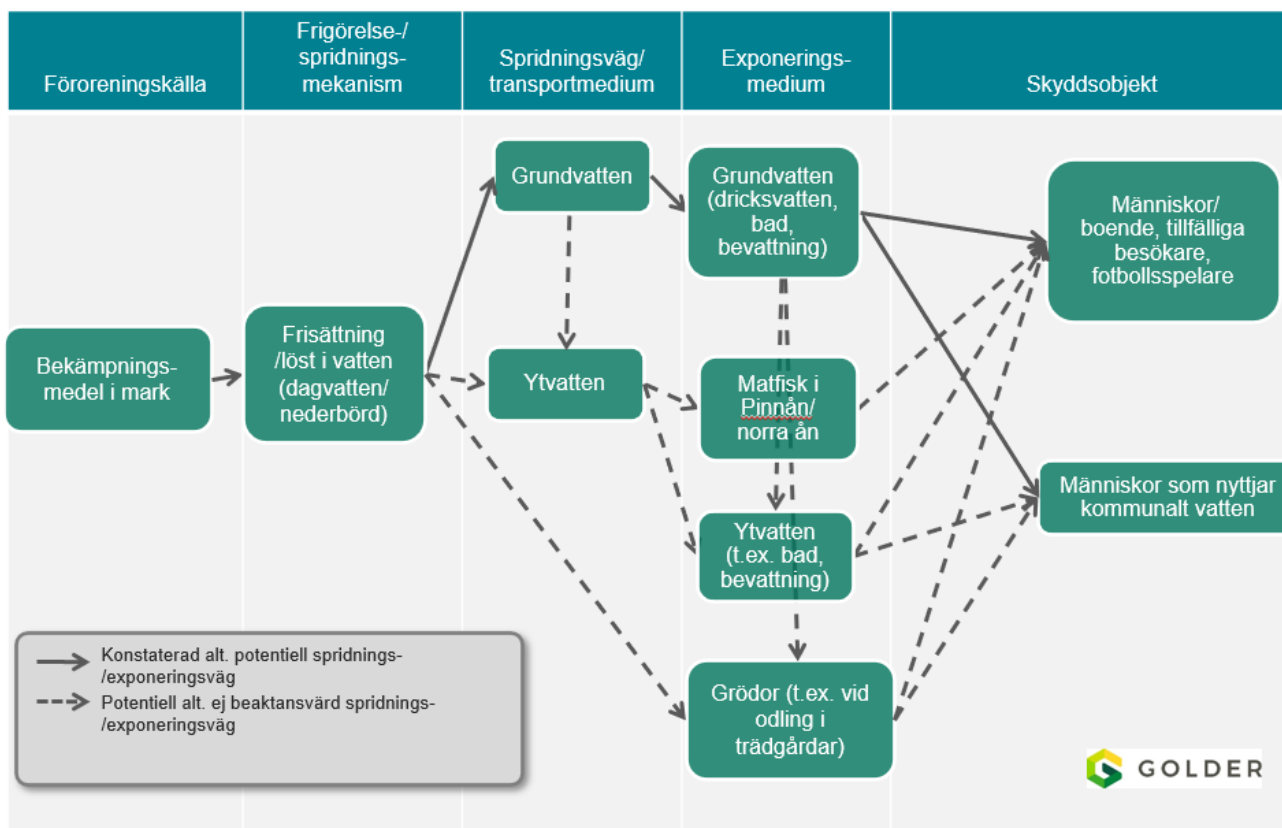 Föroreningskälla
Frigörelse-/
spridnings-
mekanism
Spridningsväg/
transportmedium
Exponerings-
medium
Skyddsobjekt
Bekämpnings-
medel i mark
Frisättning
/löst i vatten
(dagvatten/
nederbörd)
Grundvatten
Ytvatten
Grundvatten
(dricksvatten,
bad,
bevattning)
Matfisk i
Pinnån/
norra ån
Ytvatten
(t.ex. bad,
bevattning)
Grödor (t.ex. vid
odling i
trädgårdar)
Människor/
boende, tillfälliga
besökare,
fotbollsspelare
Människor som nyttjar
kommunalt vatten
Konstaterad alt. potentiell spridnings-
/exponeringsväg
Potentiell alt. ej beaktansvärd spridnings-
/exponeringsväg
GOLDER